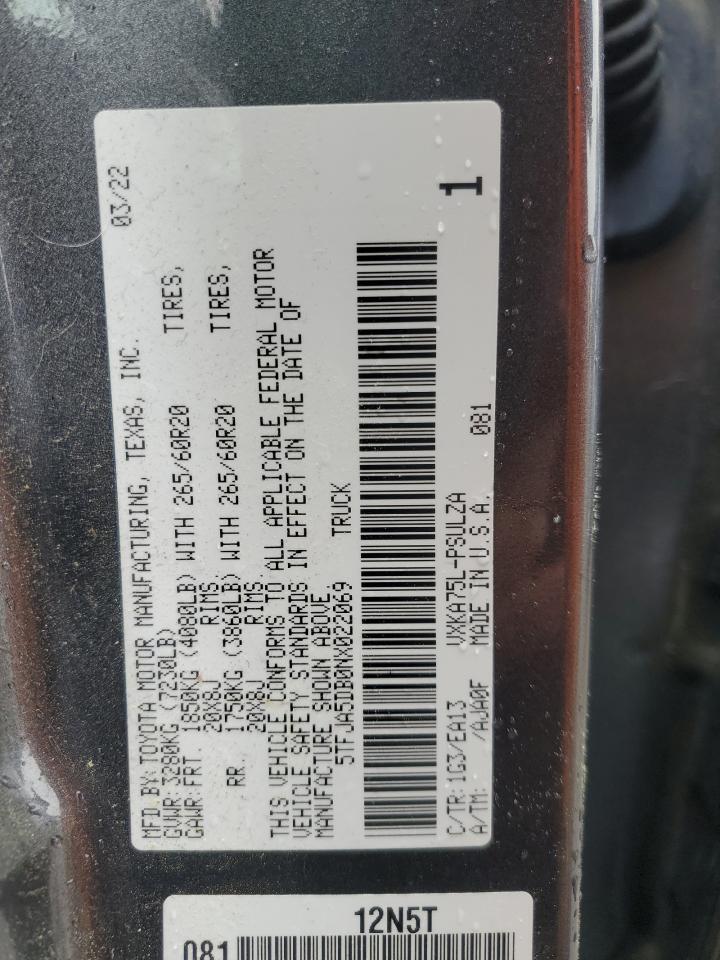 MFD.BY:TOYOTA MOTOR MANUFACTURING, TEXAS, INC. 03/22
GVWR:3280KG (7230LB)
GAWR:FRT. 1850KG (4080LB) WITH 265/60R20 TIRES,
20X8J RIMS.
RR. 1750KG (3860LB) WITH 265/60R20 TIRES,
20X8J RIMS.
THIS VEHICLE CONFORMS TO ALL APPLICABLE FEDERAL MOTOR
VEHICLE SAFETY STANDARDS IN EFFECT ON THE DATE OF
MANUFACTURE SHOWN ABOVE.
5TFJA5DB0NX022069 TRUCK
C/TR:1G3/EA13 VXKA75L-PSULZA 081 1
A/TM: /AJA0F MADE IN U.S.A.
12N5T
081